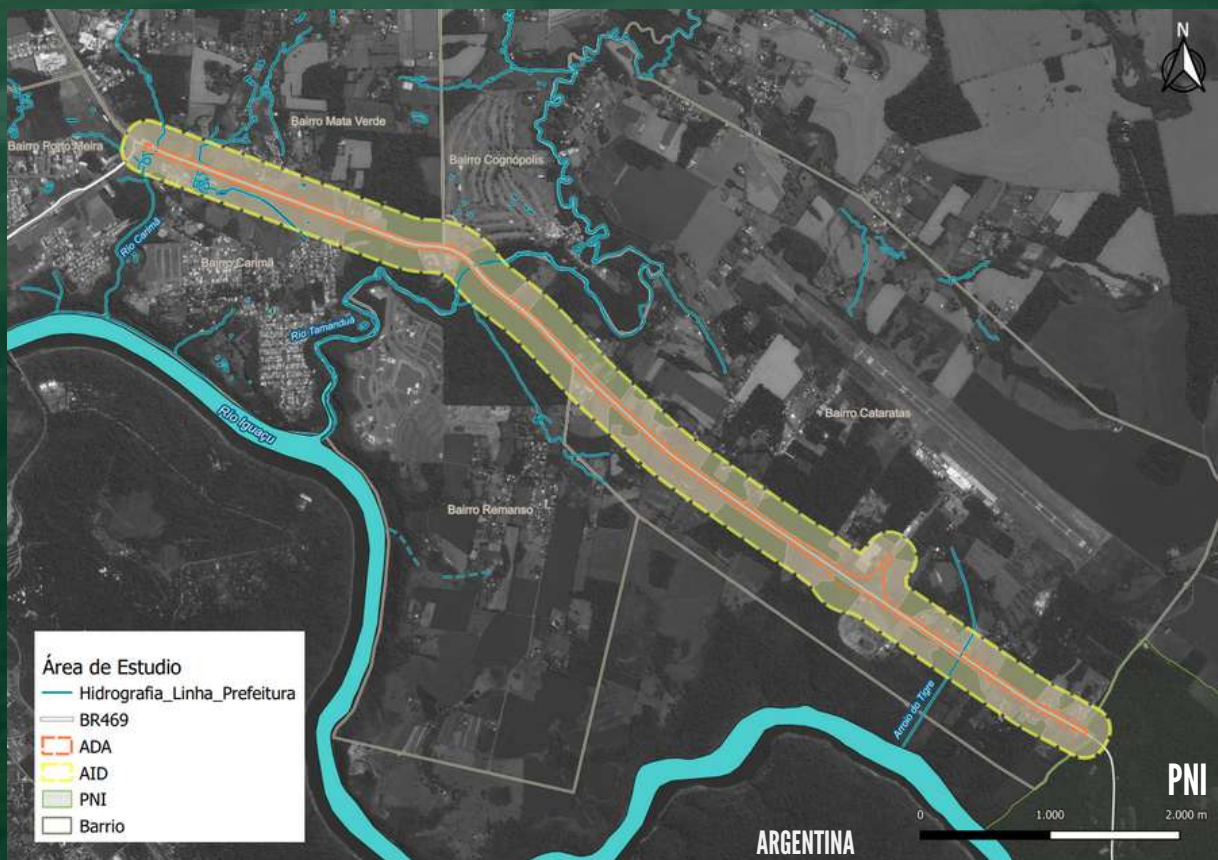 N
Bairro Mata Verde
Bairro Porto Meira
Bairro Cognópolis
Rio Carimã
Bairro Carimã
Rio Tamanduá
Rio Iguaçu
Bairro Cataratas
Bairro Remanso
Arroio do Tigre
Área de Estudio
Hidrografia_Linha_Prefeitura
BR469
ADA
AID
PNI
Barrio
PNI
0 1.000 2.000 m
ARGENTINA